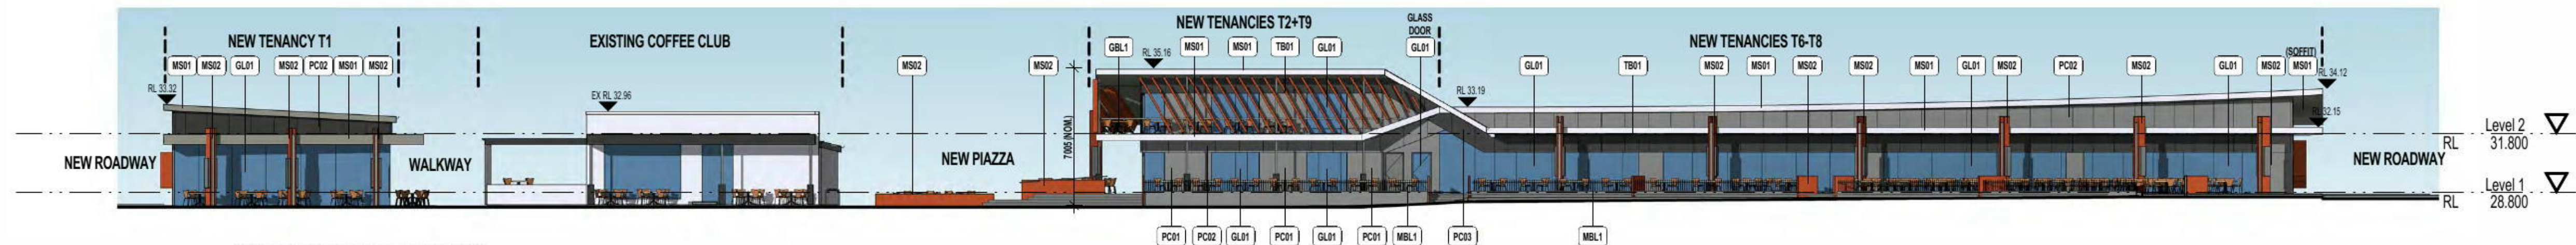 NEW TENANCY T1
EXISTING COFFEE CLUB
NEW TENANCIES T2+T9
GLASS
DOOR
NEW TENANCIES T6-T8
(SOFFIT)
MS01 MS02 GL01 MS02 PC02 MS01 MS02
MS02
MS02
GBL1 MS01 MS01 TB01 GL01 GL01
GL01 TB01 MS02 MS01 MS02 MS02 MS01 GL01 MS02 PC02 MS02 GL01 MS02 MS01
RL 33.32
EX RL 32.96
RL 35.16
RL 33.19
RL 34.12
RL 32.15
7005 (NOM.)
NEW ROADWAY
WALKWAY
NEW PIAZZA
NEW ROADWAY
Level 2
RL 31.800
Level 1
RL 28.800
PC01 PC02 GL01 PC01 GL01 PC01 MBL1 PC03 MBL1